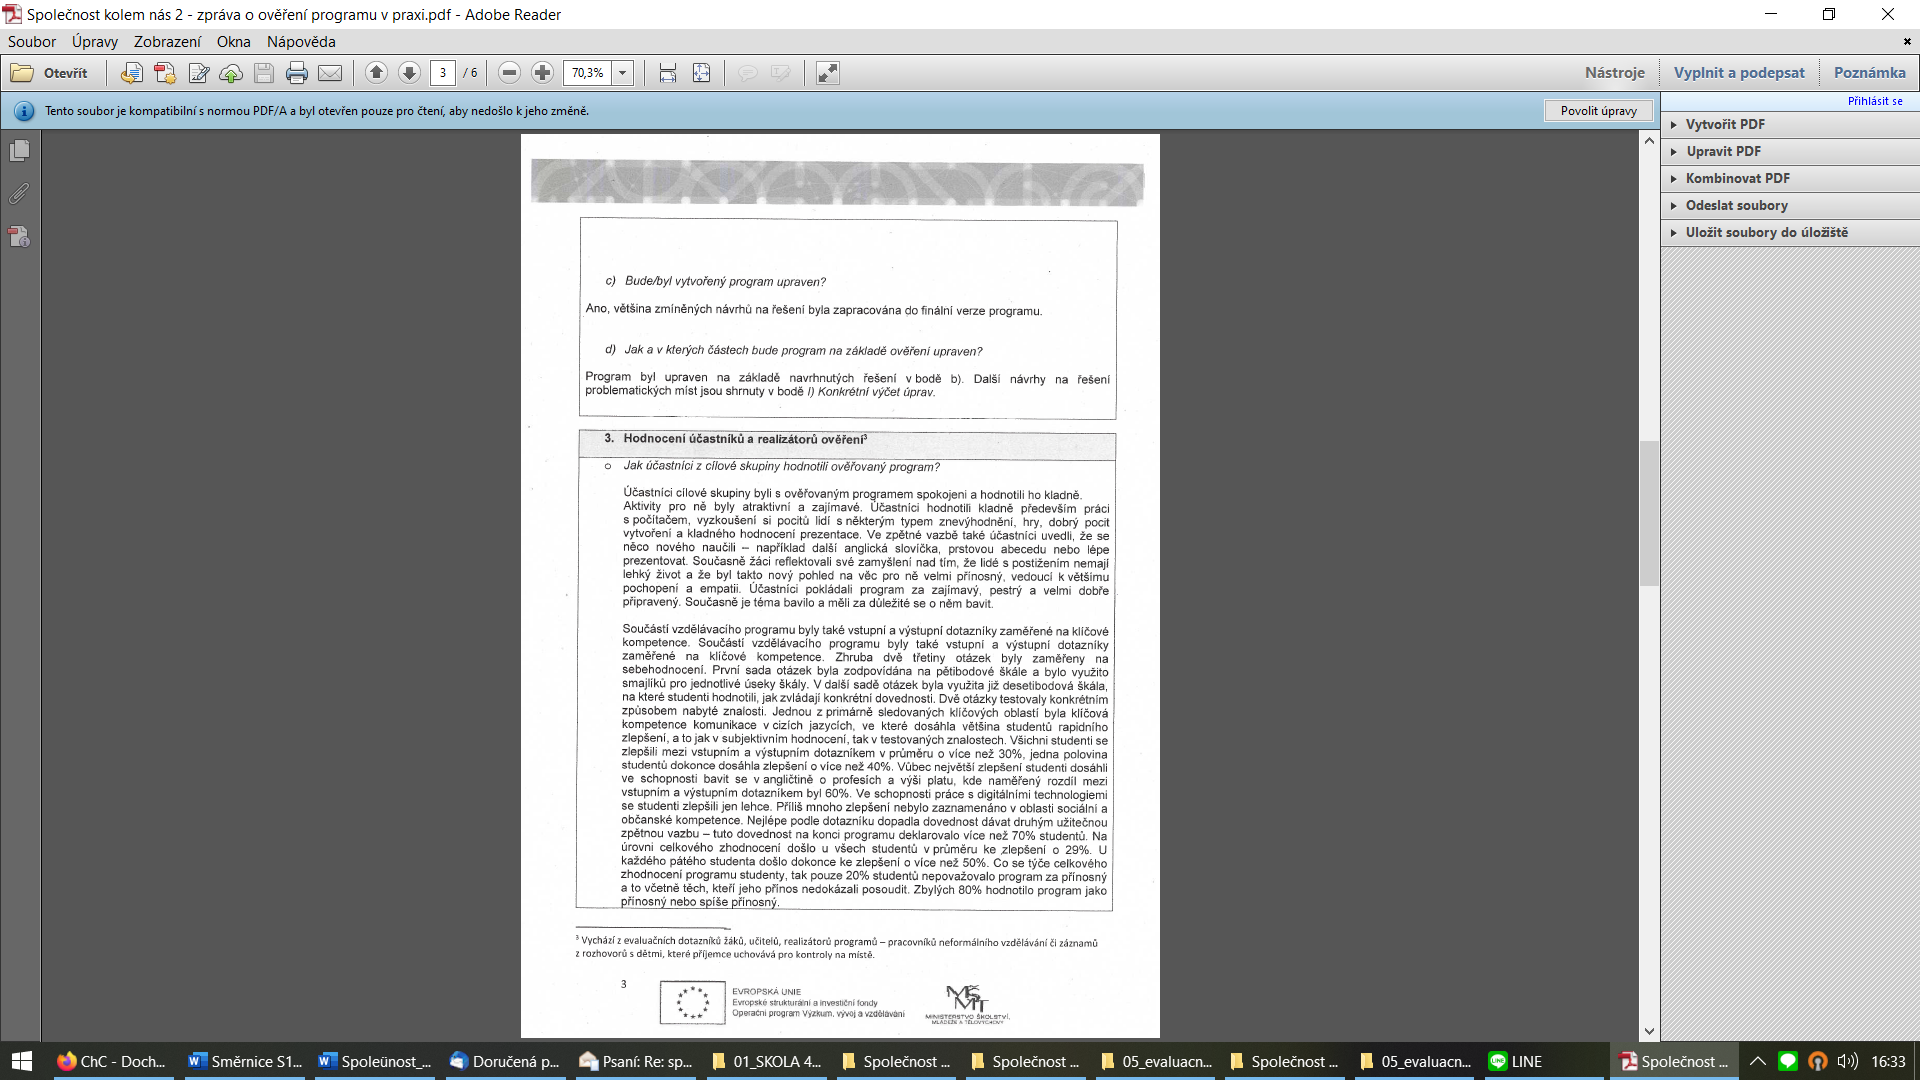 Společnost kolem nás 2 - zpráva o ověření programu v praxi.pdf - Adobe Reader
Soubor Úpravy Zobrazení Okna Nápověda
Otevřít 3 / 6 70,3% Nástroje Vyplnit a podepsat Poznámka
Tento soubor je kompatibilní s normou PDF/A a byl otevřen pouze pro čtení, aby nedošlo k jeho změně. Povolit úpravy
Přihlásit se
Vytvořit PDF
Upravit PDF
Kombinovat PDF
Odeslat soubory
Uložit soubory do úložiště
c) Bude/byl vytvořený program upraven?
Ano, většina zmíněných návrhů na řešení byla zapracována do finální verze programu.
d) Jak a v kterých částech bude program na základě ověření upraven?
Program byl upraven na základě navrhnutých řešení v bodě b). Další návrhy na řešení
problematických míst jsou shrnuty v bodě l) Konkrétní výčet úprav.
3. Hodnocení účastníků a realizátorů ověření³
o Jak účastníci z cílové skupiny hodnotili ověřovaný program?
Účastníci cílové skupiny byli s ověřovaným programem spokojeni a hodnotili ho kladně.
Aktivity pro ně byly atraktivní a zajímavé. Účastníci hodnotili kladně především práci
s počítačem, vyzkoušení si pocitů lidí s některým typem znevýhodnění, hry, dobrý pocit
vytvoření a kladného hodnocení prezentace. Ve zpětné vazbě také účastníci uvedli, že se
něco nového naučili – například další anglická slovíčka, prstovou abecedu nebo lépe
prezentovat. Současně žáci reflektovali své zamyšlení nad tím, že lidé s postižením nemají
lehký život a že byl takto nový pohled na věc pro ně velmi přínosný, vedoucí k většimu
pochopení a empatii. Účastníci pokládali program za zajímavý, pestrý a velmi dobře
připravený. Současně je téma bavilo a měli za důležité se o něm bavit.
Součástí vzdělávacího programu byly také vstupní a výstupní dotazníky zaměřené na klíčové
kompetence. Součástí vzdělávacího programu byly také vstupní a výstupní dotazníky
zaměřené na klíčové kompetence. Zhruba dvě třetiny otázek byly zaměřeny na
sebehodnocení. První sada otázek byla zodpovídána na pětibodové škále a bylo využito
smajlíků pro jednotlivé úseky škály. V další sadě otázek byla využita již desetibodová škála,
na které studenti hodnotili, jak zvládají konkrétní dovednosti. Dvě otázky testovaly konkrétním
způsobem nabyté znalosti. Jednou z primárně sledovaných klíčových oblastí byla klíčová
kompetence komunikace v cizích jazycích, ve které dosáhla většina studentů rapidního
zlepšení, a to jak v subjektivním hodnocení, tak v testovaných znalostech. Všichni studenti se
zlepšili mezi vstupním a výstupním dotazníkem v průměru o více než 30%, jedna polovina
studentů dokonce dosáhla zlepšení o více než 40%. Vůbec největší zlepšení studenti dosáhli
ve schopnosti bavit se v angličtině o profesích a výši platu, kde naměřený rozdíl mezi
vstupním a výstupním dotazníkem byl 60%. Ve schopnosti práce s digitálními technologiemi
se studenti zlepšili jen lehce. Příliš mnoho zlepšení nebylo zaznamenáno v oblasti sociální a
občanské kompetence. Nejlépe podle dotazníku dopadla dovednost dávat druhým užitečnou
zpětnou vazbu – tuto dovednost na konci programu deklarovalo více než 70% studentů. Na
úrovni celkového zhodnocení došlo u všech studentů v průměru ke zlepšení o 29%. U
každého pátého studenta došlo dokonce ke zlepšení o více než 50%. Co se týče celkového
zhodnocení programu studenty, tak pouze 20% studentů nepovažovalo program za přínosný
a to včetně těch, kteří jeho přínos nedokázali posoudit. Zbylých 80% hodnotilo program jako
přínosný nebo spíše přínosný.
³ Vychází z evaluačních dotazníků žáků, učitelů, realizátorů programů – pracovníků neformálního vzdělávání či záznamů
z rozhovorů s dětmi, které příjemce uchovává pro kontroly na místě.
3
EVROPSKÁ UNIE
Evropské strukturální a investiční fondy
Operační program Výzkum, vývoj a vzdělávání
MŠMT
MINISTERSTVO ŠKOLSTVÍ,
MLÁDEŽE A TĚLOVÝCHOVY
ChC - Doch... Směrnice S1... Společnost_... Doručená p... Psaní: Re: sp... 01_SKOLA 4... Společnost ... Společnost ... 05_evaluacn... Společnost ... 05_evaluacn... LINE Společnost ... 16:33